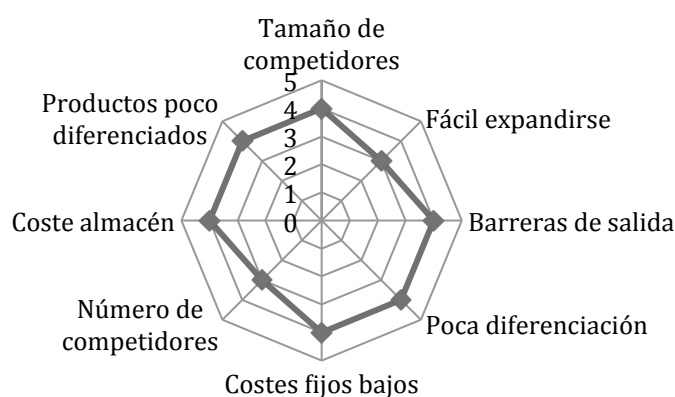 Tamaño de
competidores
Fácil expandirse
Barreras de salida
Poca diferenciación
Costes fijos bajos
Número de
competidores
Coste almacén
Productos poco
diferenciados
5
4
3
2
1
0